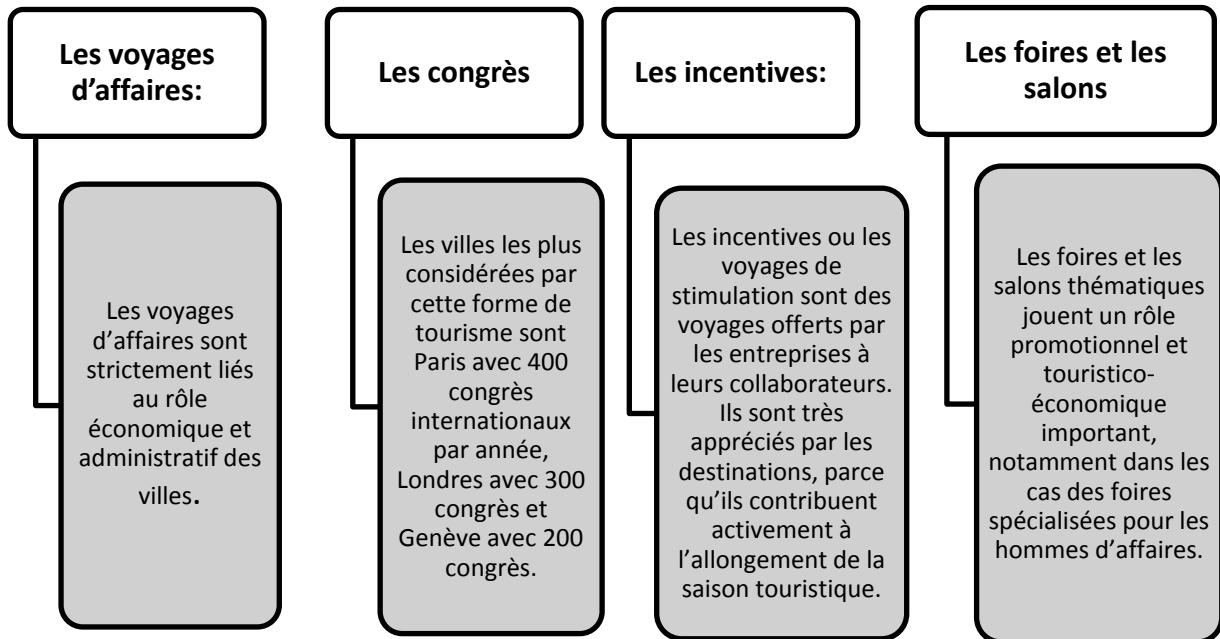 Les voyages
d’affaires:
Les voyages
d’affaires sont
strictement liés
au rôle
économique et
administratif des
villes.
Les congrès
Les villes les plus
considérées par
cette forme de
tourisme sont
Paris avec 400
congrès
internationaux
par année,
Londres avec 300
congrès et
Genève avec 200
congrès.
Les incentives:
Les incentives ou les
voyages de
stimulation sont des
voyages offerts par
les entreprises à
leurs collaborateurs.
Ils sont très
appréciés par les
destinations, parce
qu’ils contribuent
activement à
l’allongement de la
saison touristique.
Les foires et les
salons
Les foires et les
salons thématiques
jouent un rôle
promotionnel et
touristico-
économique
important,
notamment dans les
cas des foires
spécialisées pour les
hommes d’affaires.